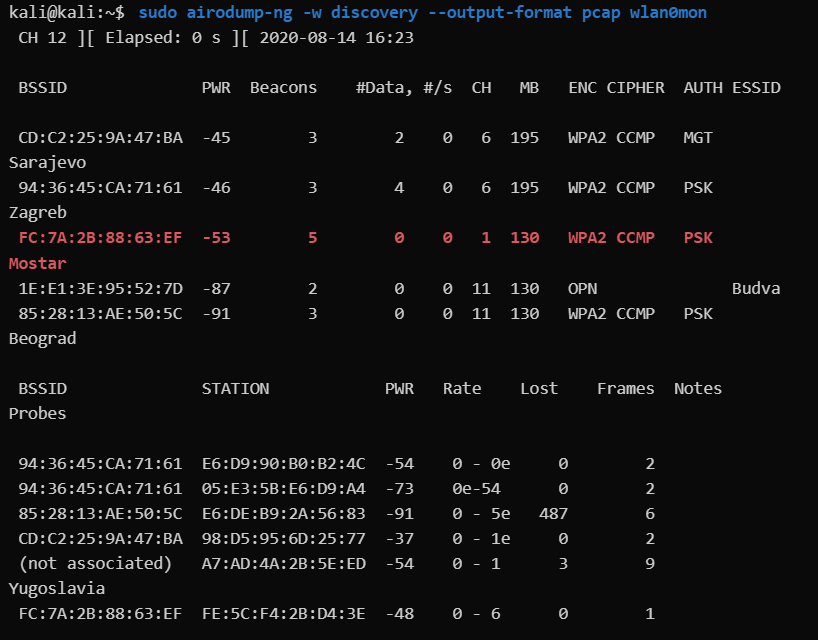 kali@kali:~$ sudo airodump-ng -w discovery --output-format pcap wlan0mon
CH 12 ][ Elapsed: 0 s ][ 2020-08-14 16:23
BSSID PWR Beacons #Data, #/s CH MB ENC CIPHER AUTH ESSID
CD:C2:25:9A:47:BA -45 3 2 0 6 195 WPA2 CCMP MGT
Sarajevo
94:36:45:CA:71:61 -46 3 4 0 6 195 WPA2 CCMP PSK
Zagreb
FC:7A:2B:88:63:EF -53 5 0 0 1 130 WPA2 CCMP PSK
Mostar
1E:E1:3E:95:52:7D -87 2 0 0 11 130 OPN Budva
85:28:13:AE:50:5C -91 3 0 0 11 130 WPA2 CCMP PSK
Beograd
BSSID STATION PWR Rate Lost Frames Notes
Probes
94:36:45:CA:71:61 E6:D9:90:B0:B2:4C -54 0 - 0e 0 2
94:36:45:CA:71:61 05:E3:5B:E6:D9:A4 -73 0e-54 0 2
85:28:13:AE:50:5C E6:DE:B9:2A:56:83 -91 0 - 5e 487 6
CD:C2:25:9A:47:BA 98:D5:95:6D:25:77 -37 0 - 1e 0 2
(not associated) A7:AD:4A:2B:5E:ED -54 0 - 1 3 9
Yugoslavia
FC:7A:2B:88:63:EF FE:5C:F4:2B:D4:3E -48 0 - 6 0 1